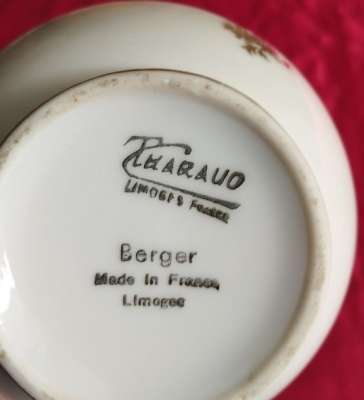 Tharaud
LIMOGES FRANCE
Berger
Made in France
Limoges